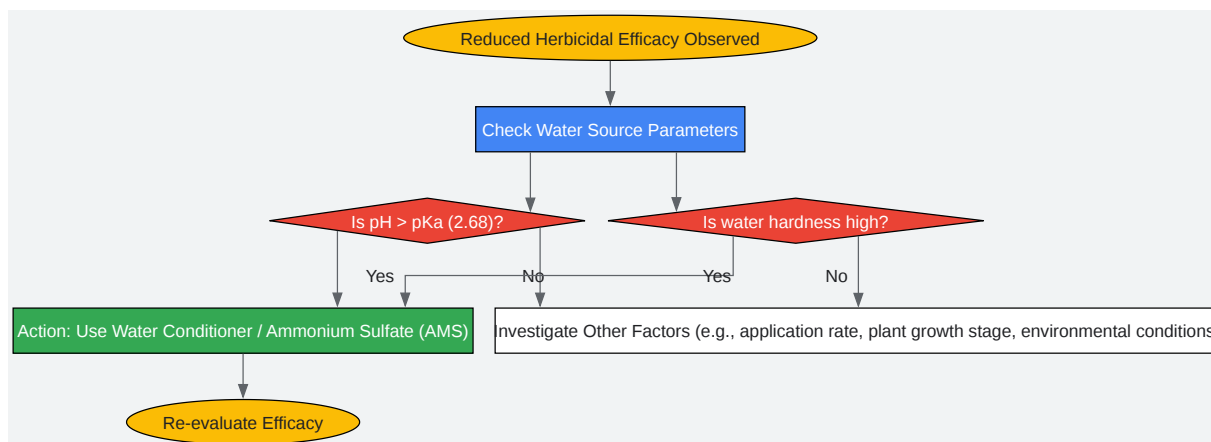 Reduced Herbicidal Efficacy Observed
Check Water Source Parameters
Is pH > pKa (2.68)?
Is water hardness high?
Yes
No
Yes
No
Action: Use Water Conditioner / Ammonium Sulfate (AMS)
Investigate Other Factors (e.g., application rate, plant growth stage, environmental conditions
Re-evaluate Efficacy